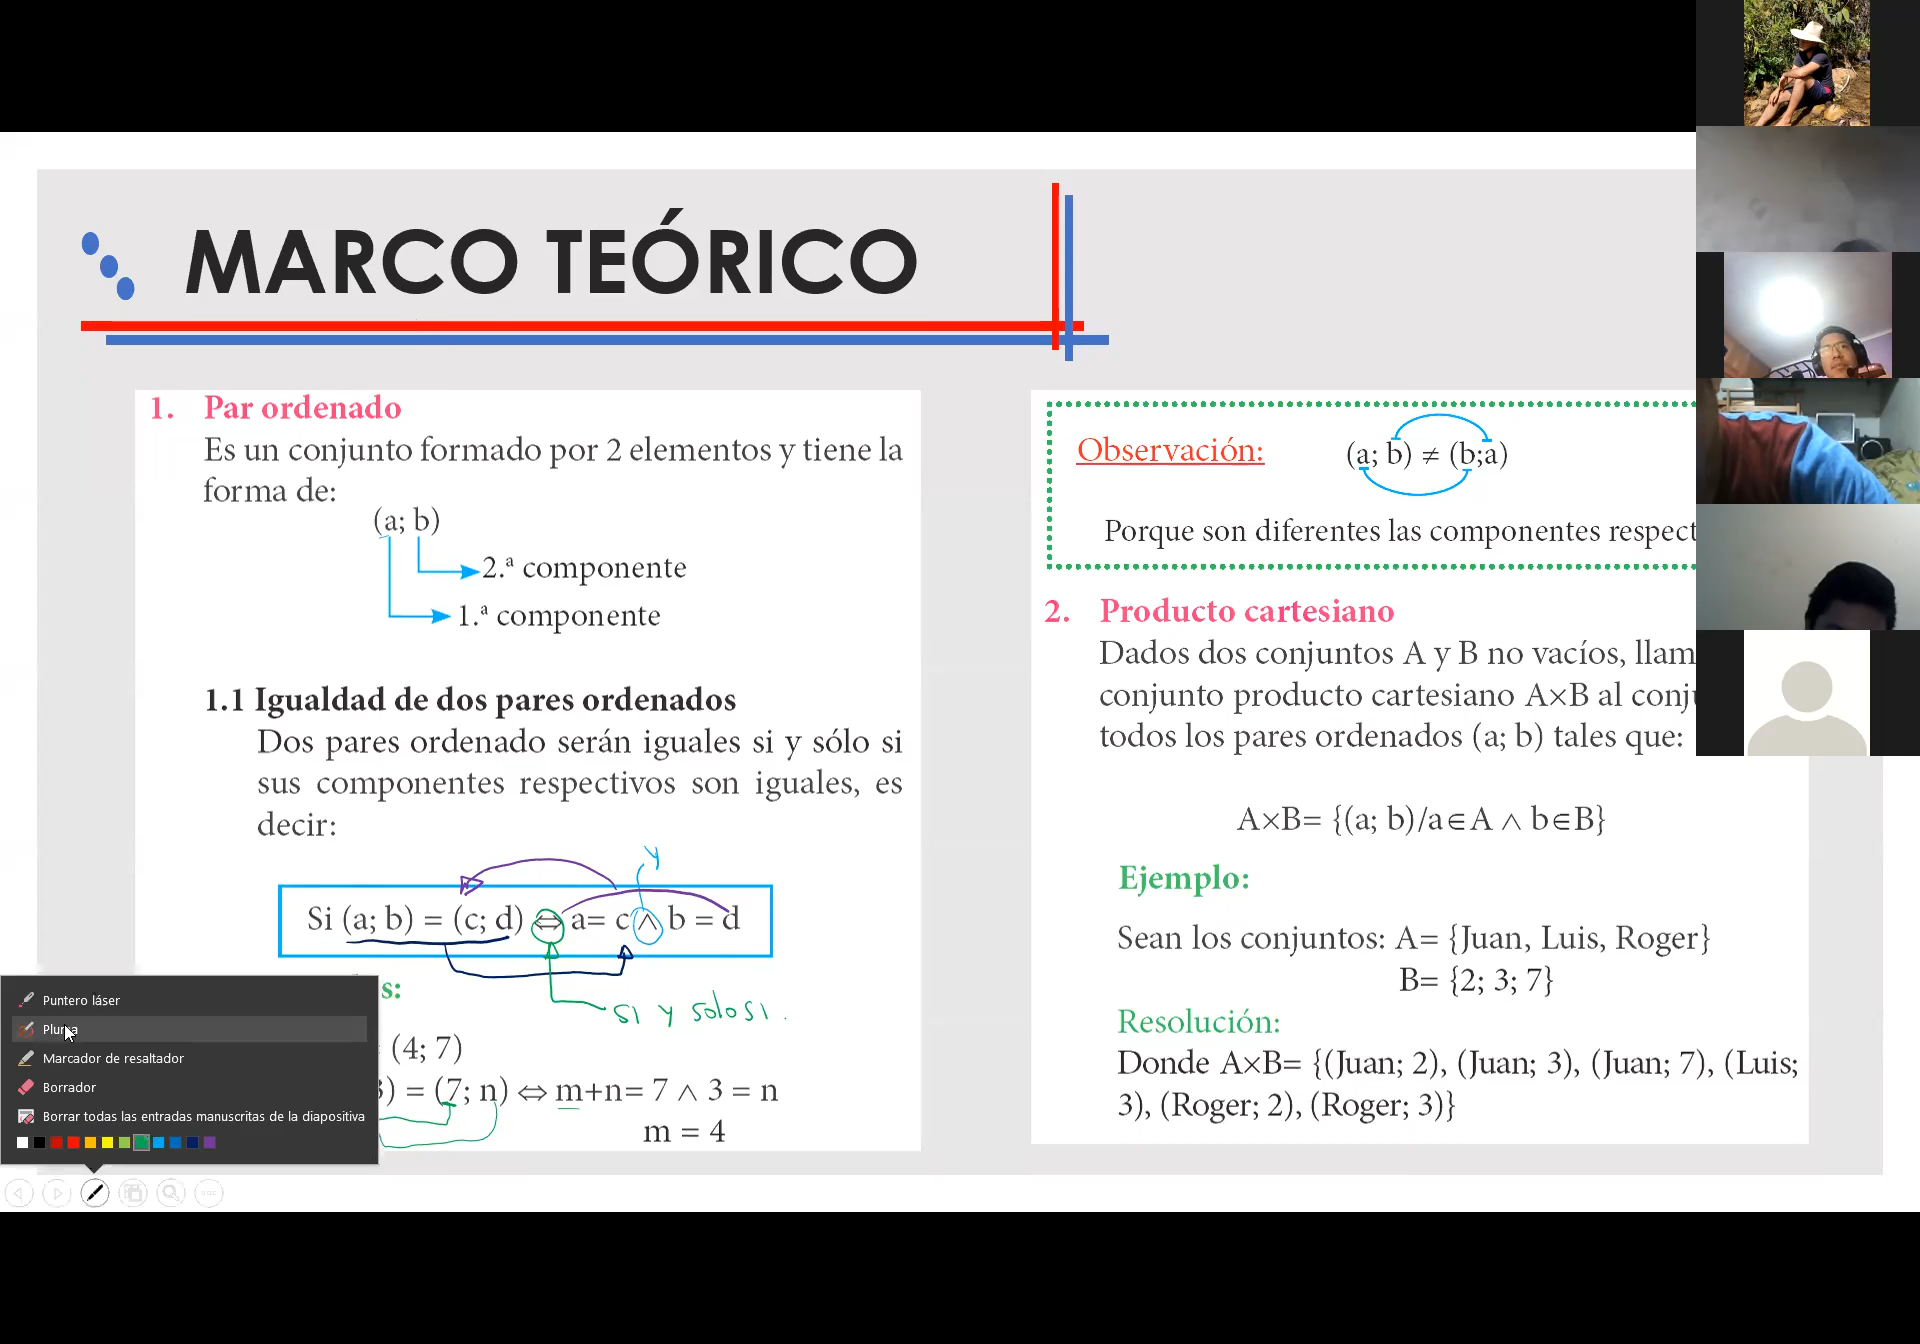 MARCO TEÓRICO
1. Par ordenado
Es un conjunto formado por 2 elementos y tiene la
forma de:
(a; b)
2.ª componente
1.ª componente
1.1 Igualdad de dos pares ordenados
Dos pares ordenado serán iguales si y sólo si
sus componentes respectivos son iguales, es
decir:
y
Si (a; b) = (c; d) ⇔ a= c ∧ b = d
s:
si y solo si.
(4; 7)
) = (7; n) ⇔ m+n= 7 ∧ 3 = n
m = 4
Observación: (a; b) ≠ (b;a)
Porque son diferentes las componentes respect
2. Producto cartesiano
Dados dos conjuntos A y B no vacíos, llam
conjunto producto cartesiano A×B al conj
todos los pares ordenados (a; b) tales que:
A×B= {(a; b)/a∈A ∧ b∈B}
Ejemplo:
Sean los conjuntos: A= {Juan, Luis, Roger}
B= {2; 3; 7}
Resolución:
Donde A×B= {(Juan; 2), (Juan; 3), (Juan; 7), (Luis;
3), (Roger; 2), (Roger; 3)}
Puntero láser
Pluma
Marcador de resaltador
Borrador
Borrar todas las entradas manuscritas de la diapositiva